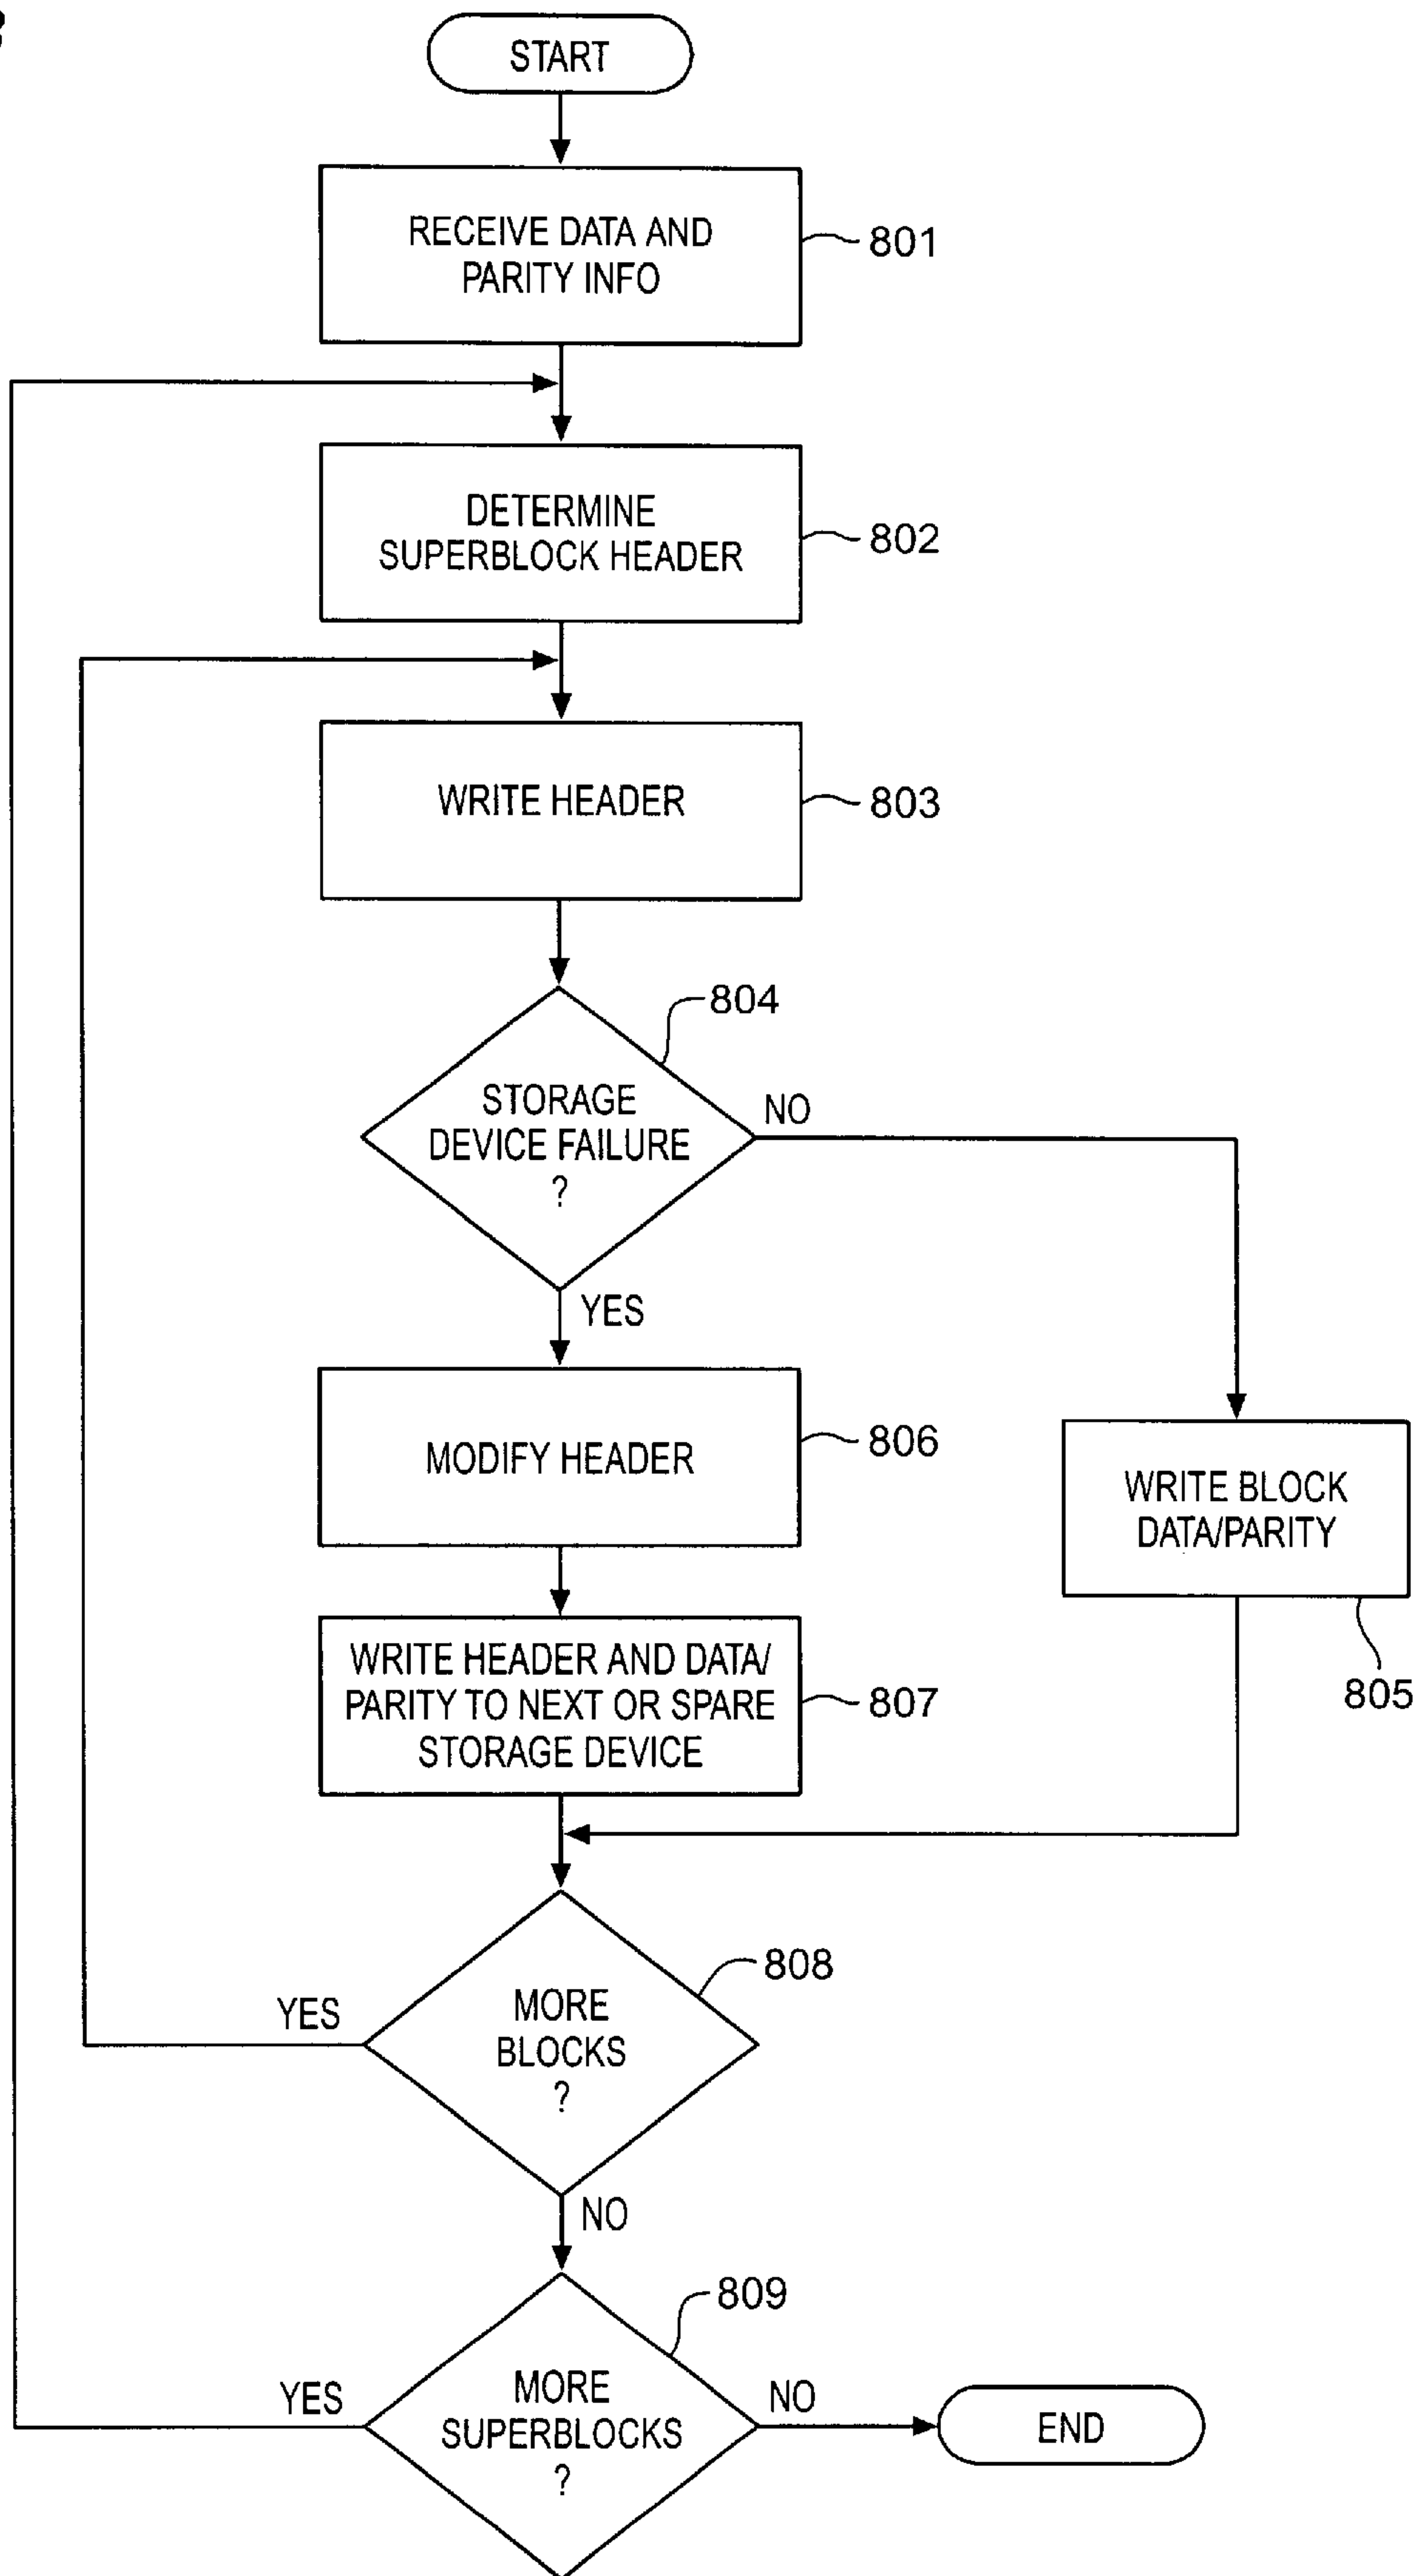 START
RECEIVE DATA AND
PARITY INFO
801
DETERMINE
SUPERBLOCK HEADER
802
WRITE HEADER
803
804
STORAGE
DEVICE FAILURE
?
NO
YES
MODIFY HEADER
806
WRITE BLOCK
DATA/PARITY
805
WRITE HEADER AND DATA/
PARITY TO NEXT OR SPARE
STORAGE DEVICE
807
808
MORE
BLOCKS
?
YES
NO
809
MORE
SUPERBLOCKS
?
YES
NO
END